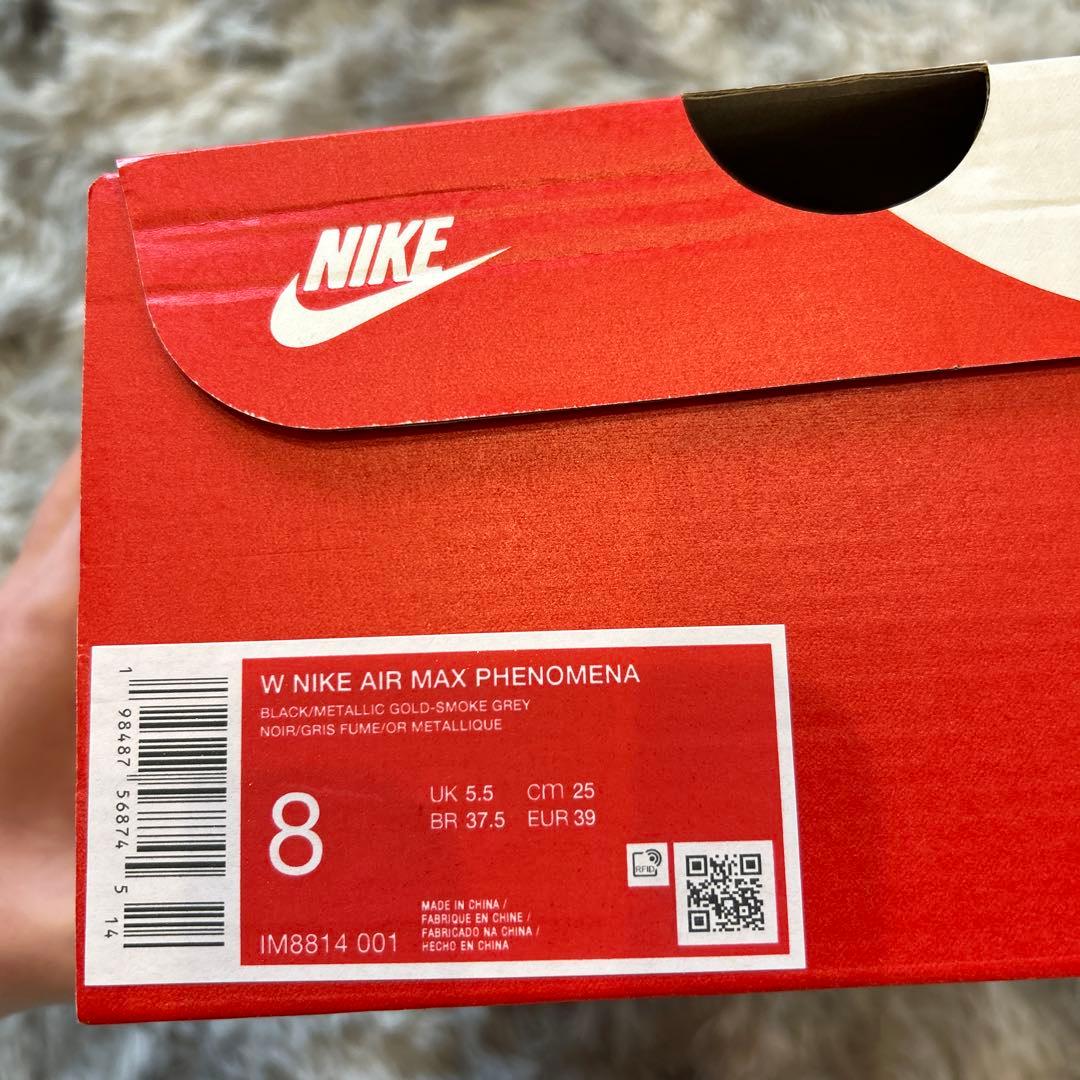 NIKE
W NIKE AIR MAX PHENOMENA
BLACK/METALLIC GOLD-SMOKE GREY
NOIR/GRIS FUME/OR METALLIQUE
8
UK 5.5 cm 25
BR 37.5 EUR 39
RFID
IM8814 001
MADE IN CHINA /
FABRIQUE EN CHINE /
FABRICADO NA CHINA /
HECHO EN CHINA
1 98487 56874 5 14